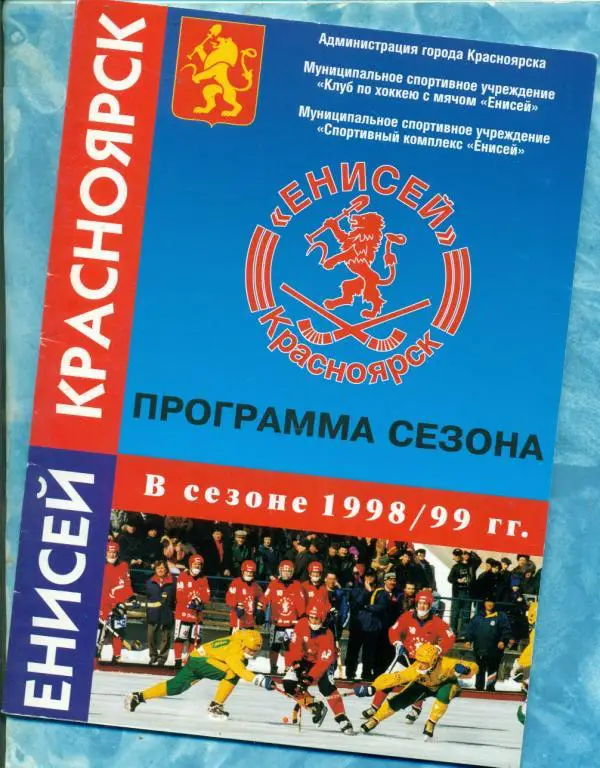 Администрация города Красноярска
Муниципальное спортивное учреждение
«Клуб по хоккею с мячом «Енисей»
Муниципальное спортивное учреждение
«Спортивный комплекс «Енисей»
«ЕНИСЕЙ»
Красноярск
ПРОГРАММА СЕЗОНА
В сезоне 1998/99 гг.
ЕНИСЕЙ КРАСНОЯРСК